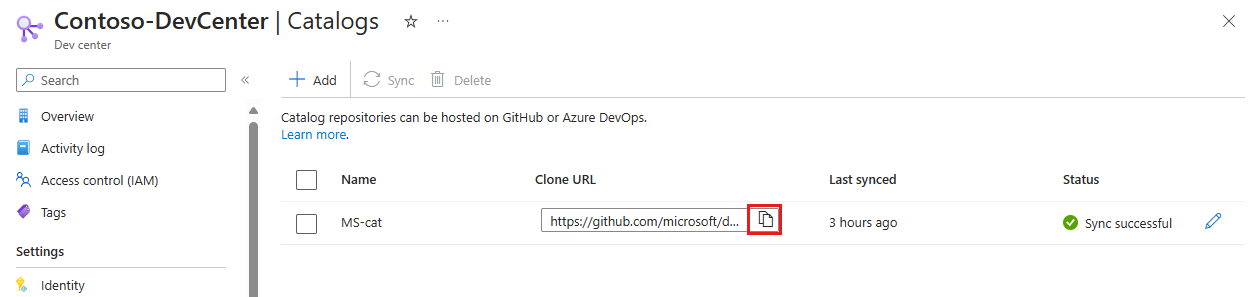 Contoso-DevCenter | Catalogs
Dev center
Search
Overview
Activity log
Access control (IAM)
Tags
Settings
Identity
Add Sync Delete
Catalog repositories can be hosted on GitHub or Azure DevOps.
Learn more.
Name Clone URL Last synced Status
MS-cat https://github.com/microsoft/d... 3 hours ago Sync successful